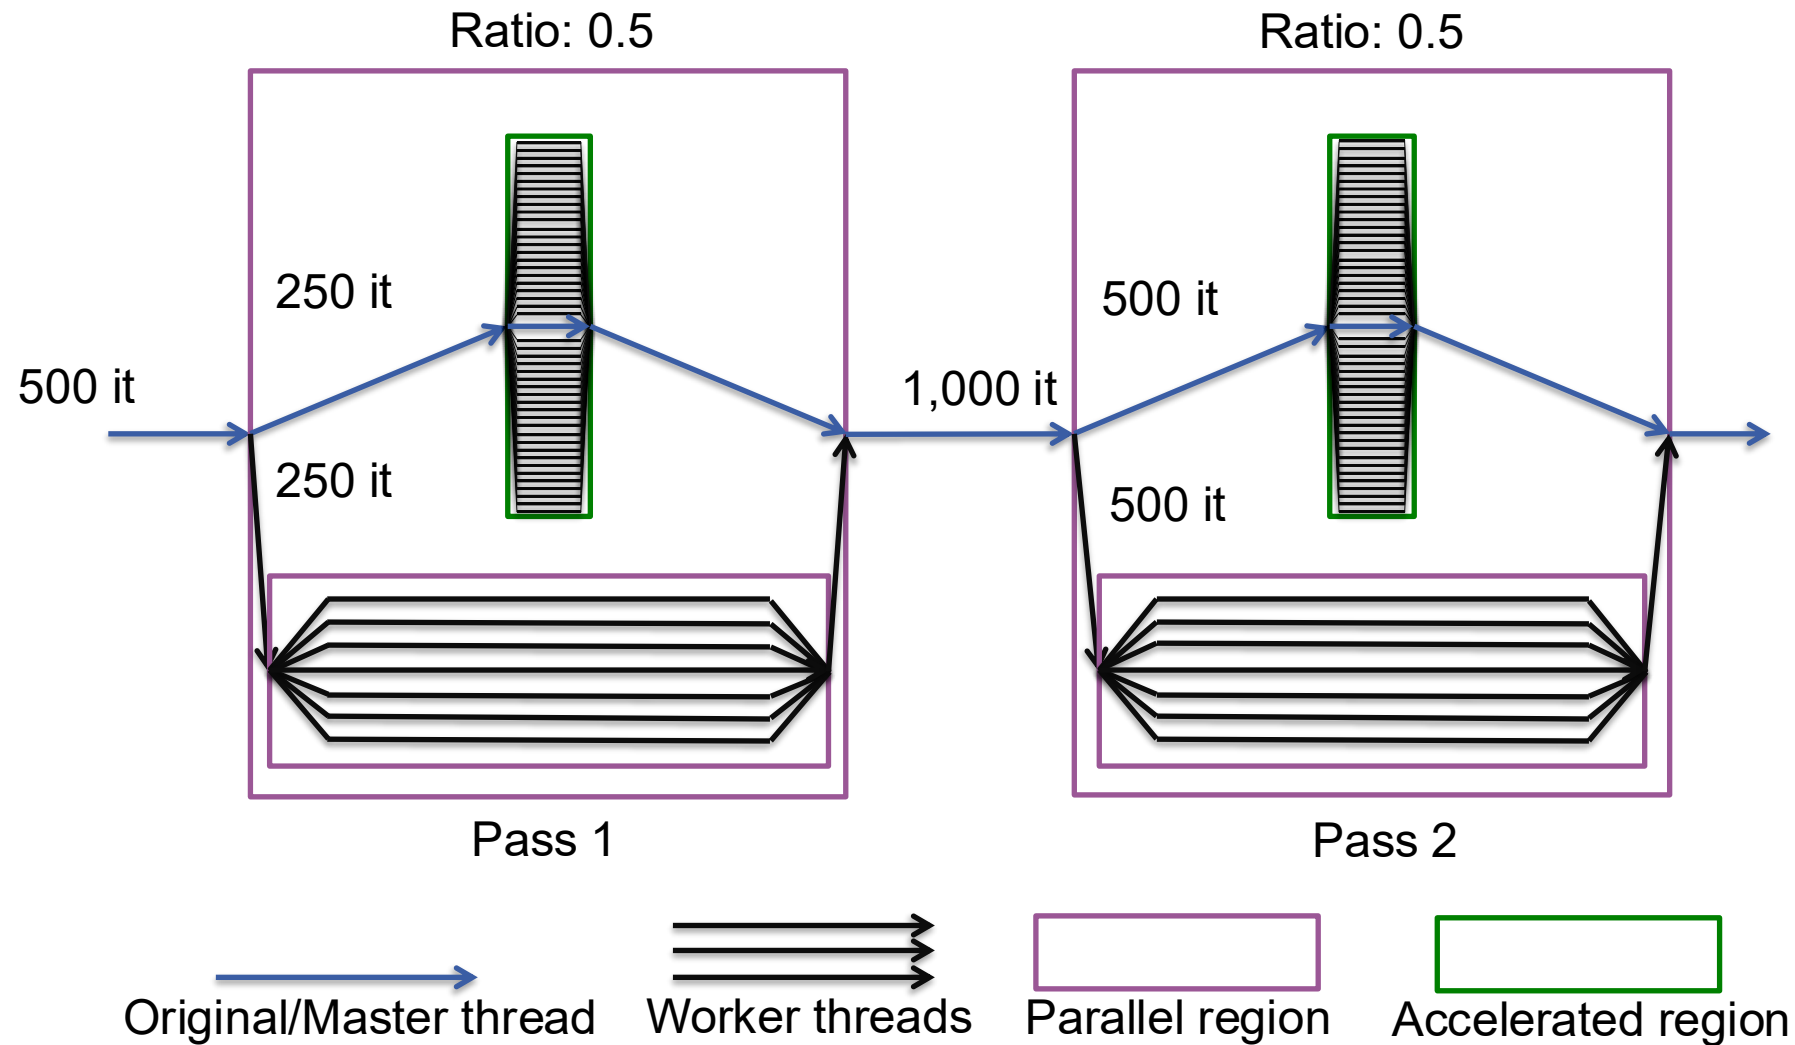 Ratio: 0.5
Ratio: 0.5
250 it
500 it
500 it
1,000 it
250 it
500 it
Pass 1
Pass 2
Original/Master thread
Worker threads
Parallel region
Accelerated region